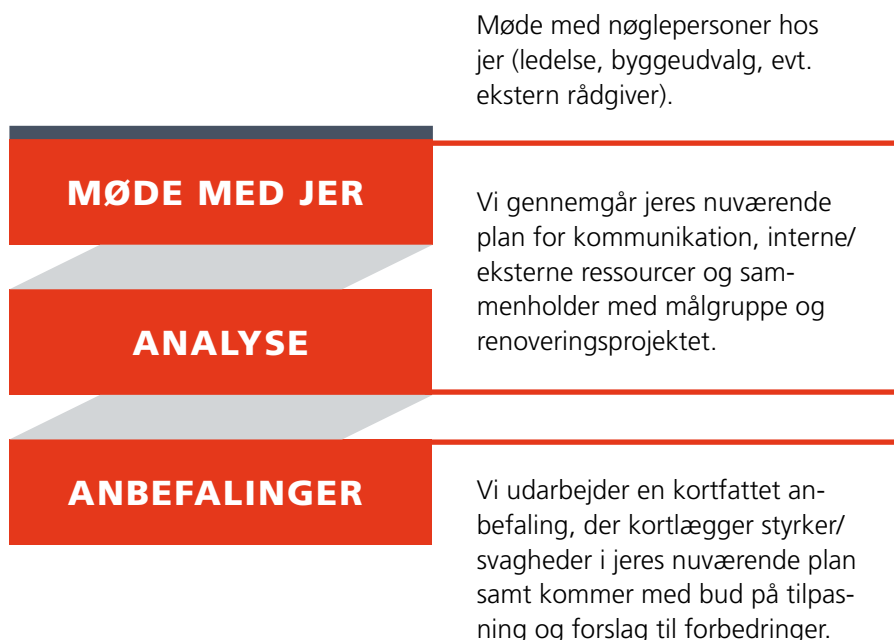 Møde med nøglepersoner hos
jer (ledelse, byggeudvalg, evt.
ekstern rådgiver).
MØDE MED JER
Vi gennemgår jeres nuværende
plan for kommunikation, interne/
eksterne ressourcer og sam-
menholder med målgruppe og
renoveringsprojektet.
ANALYSE
ANBEFALINGER
Vi udarbejder en kortfattet an-
befaling, der kortlægger styrker/
svagheder i jeres nuværende plan
samt kommer med bud på tilpas-
ning og forslag til forbedringer.